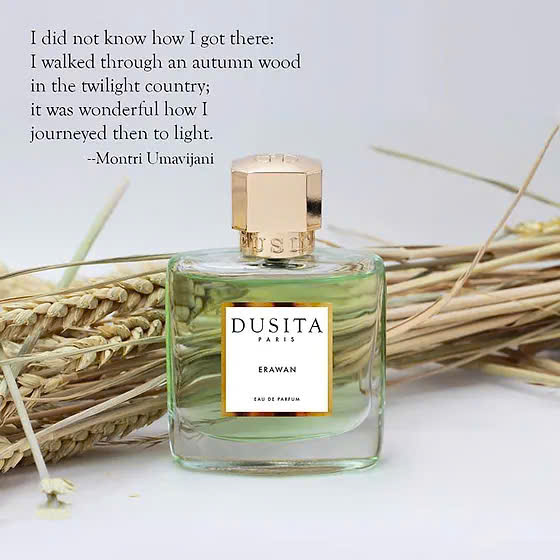 I did not know how I got there:
I walked through an autumn wood
in the twilight country;
it was wonderful how I
journeyed then to light.
--Montri Umavijani
DUSITA
PARIS
ERAWAN
EAU DE PARFUM